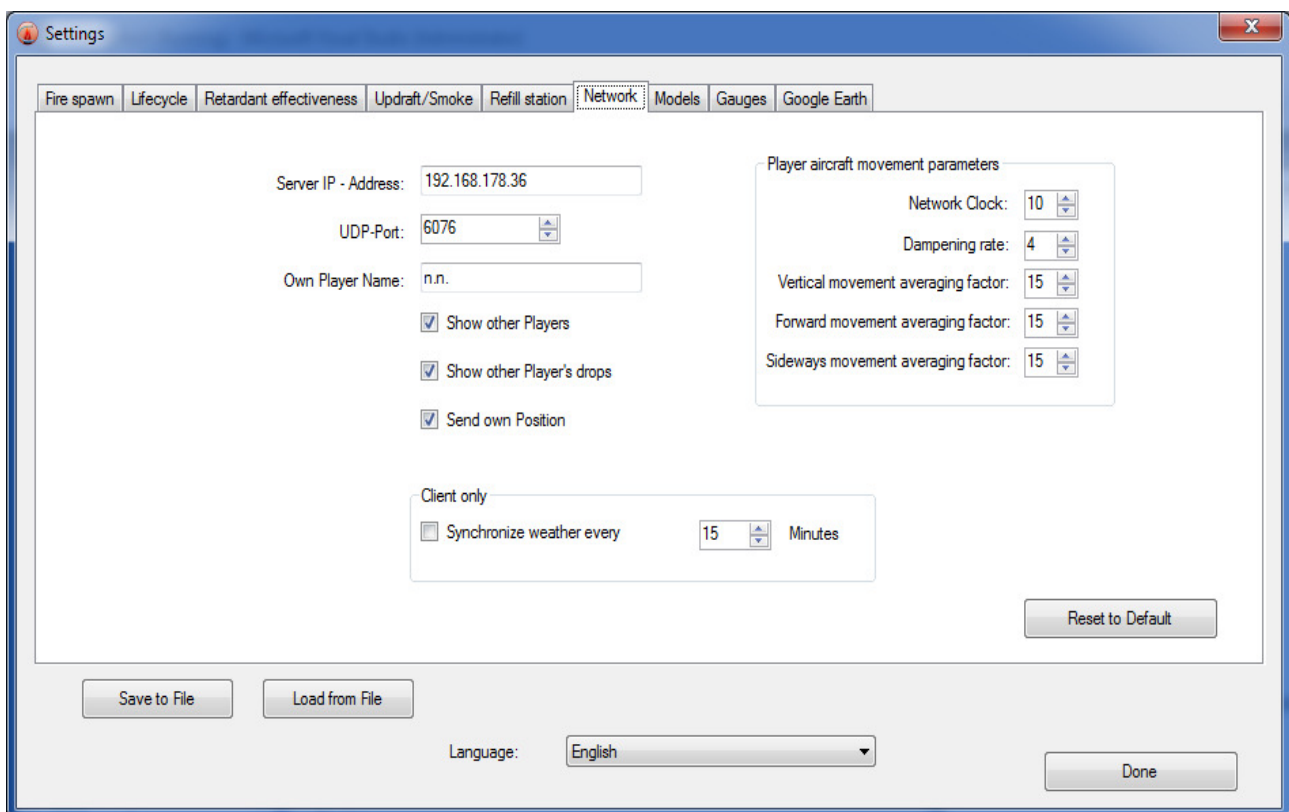 Settings
Fire spawn Lifecycle Retardant effectiveness Updraft/Smoke Refill station Network Models Gauges Google Earth
Server IP - Address: 192.168.178.36
UDP-Port: 6076
Own Player Name: n.n.
Show other Players
Show other Player's drops
Send own Position
Player aircraft movement parameters
Network Clock: 10
Dampening rate: 4
Vertical movement averaging factor: 15
Forward movement averaging factor: 15
Sideways movement averaging factor: 15
Client only
Synchronize weather every 15 Minutes
Reset to Default
Save to File Load from File
Language: English
Done